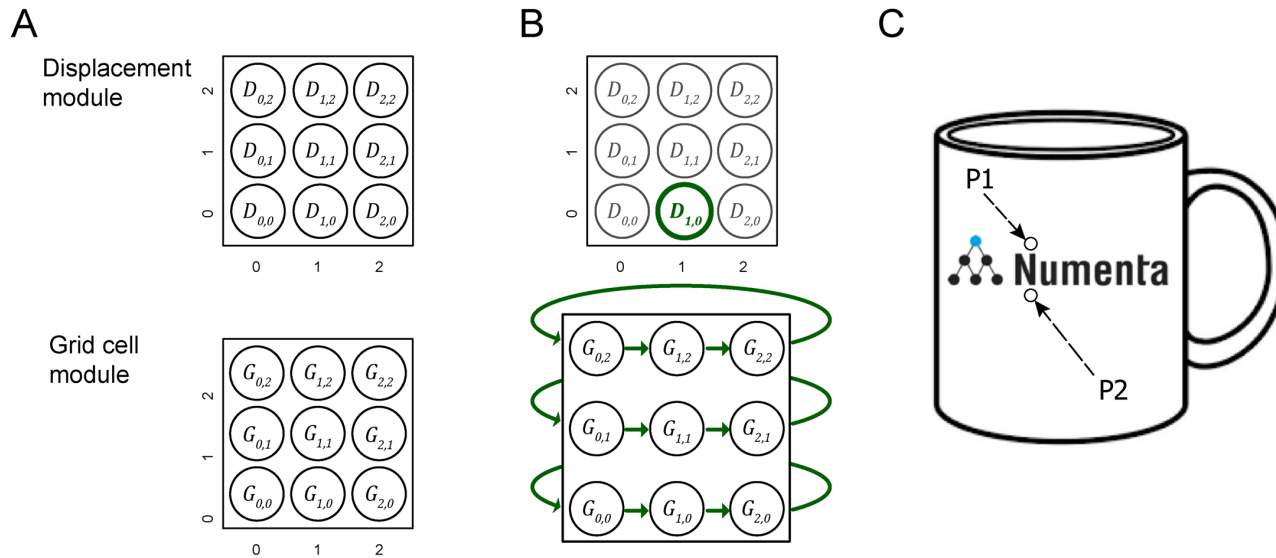 A
Displacement
module
2
D0,2 D1,2 D2,2
1
D0,1 D1,1 D2,1
0
D0,0 D1,0 D2,0
0 1 2
Grid cell
module
2
G0,2 G1,2 G2,2
1
G0,1 G1,1 G2,1
0
G0,0 G1,0 G2,0
0 1 2
B
2
D0,2 D1,2 D2,2
1
D0,1 D1,1 D2,1
0
D0,0 D1,0 D2,0
0 1 2
G0,2 G1,2 G2,2
G0,1 G1,1 G2,1
G0,0 G1,0 G2,0
C
P1
Numenta
P2